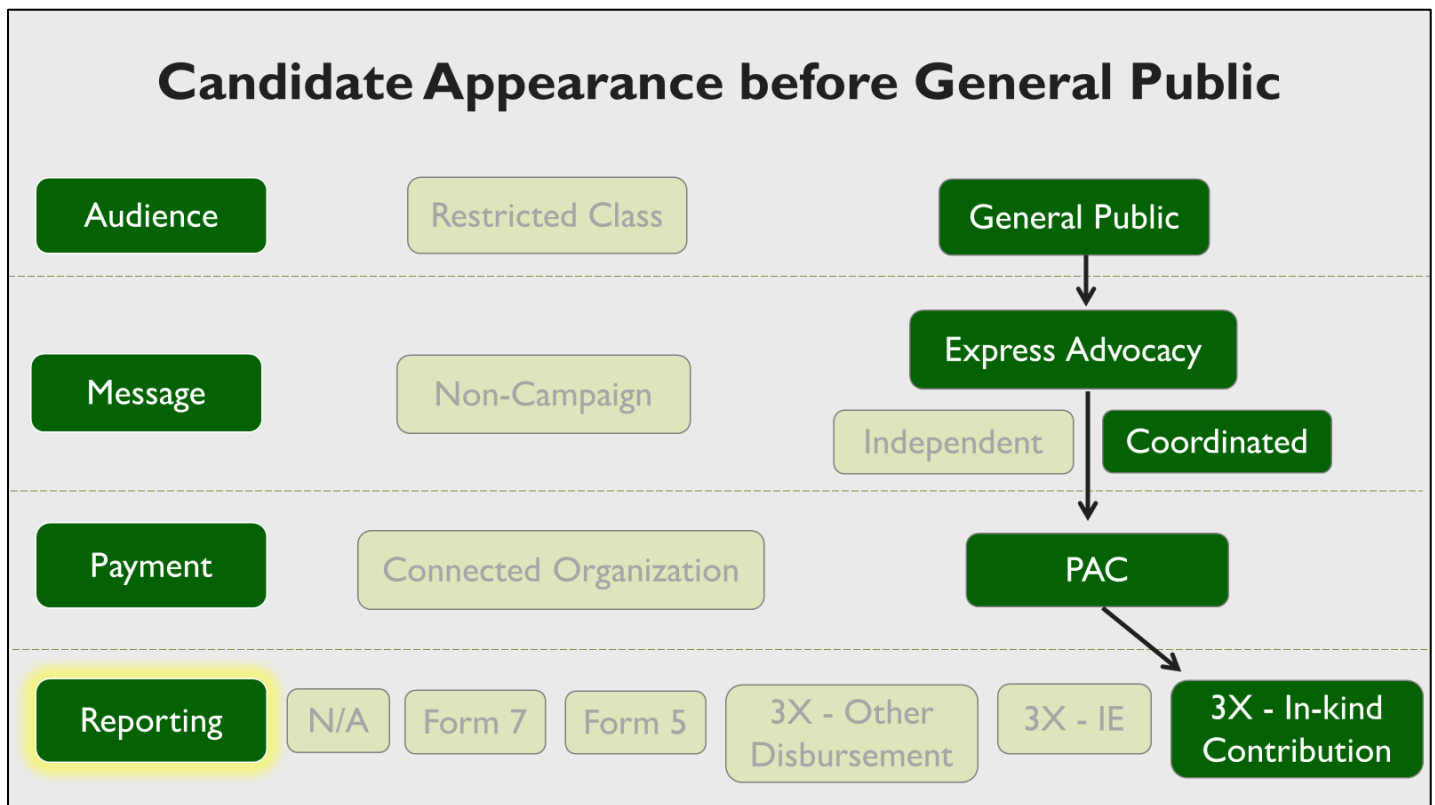 Candidate Appearance before General Public
Audience
Restricted Class
General Public
Express Advocacy
Message
Non-Campaign
Independent
Coordinated
Payment
Connected Organization
PAC
Reporting
N/A
Form 7
Form 5
3X - Other
Disbursement
3X - IE
3X - In-kind
Contribution